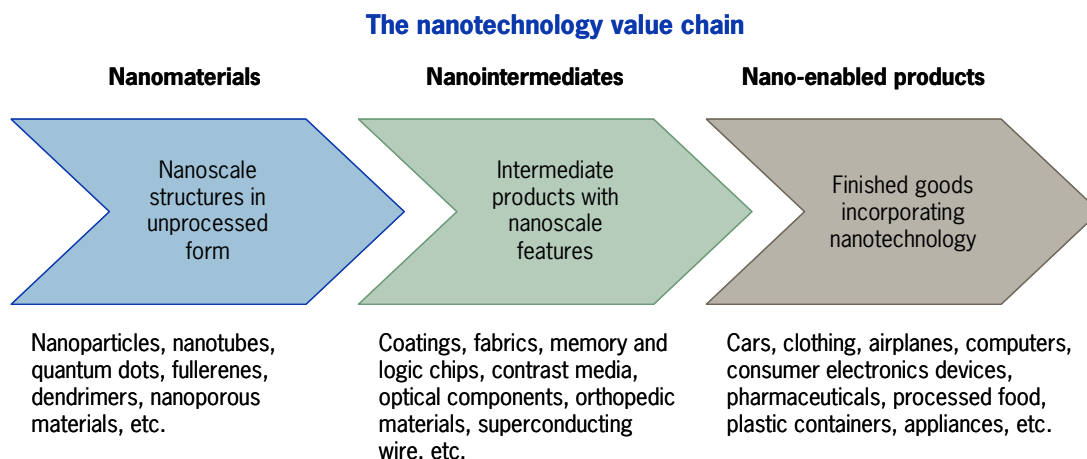 The nanotechnology value chain
Nanomaterials
Nanointermediates
Nano-enabled products
Nanoscale
structures in
unprocessed
form
Intermediate
products with
nanoscale
features
Finished goods
incorporating
nanotechnology
Nanoparticles, nanotubes,
quantum dots, fullerenes,
dendrimers, nanoporous
materials, etc.
Coatings, fabrics, memory and
logic chips, contrast media,
optical components, orthopedic
materials, superconducting
wire, etc.
Cars, clothing, airplanes, computers,
consumer electronics devices,
pharmaceuticals, processed food,
plastic containers, appliances, etc.